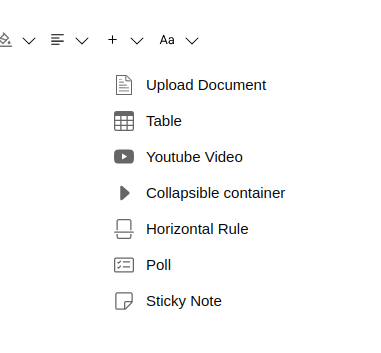 Aa
Upload Document
Table
Youtube Video
Collapsible container
Horizontal Rule
Poll
Sticky Note